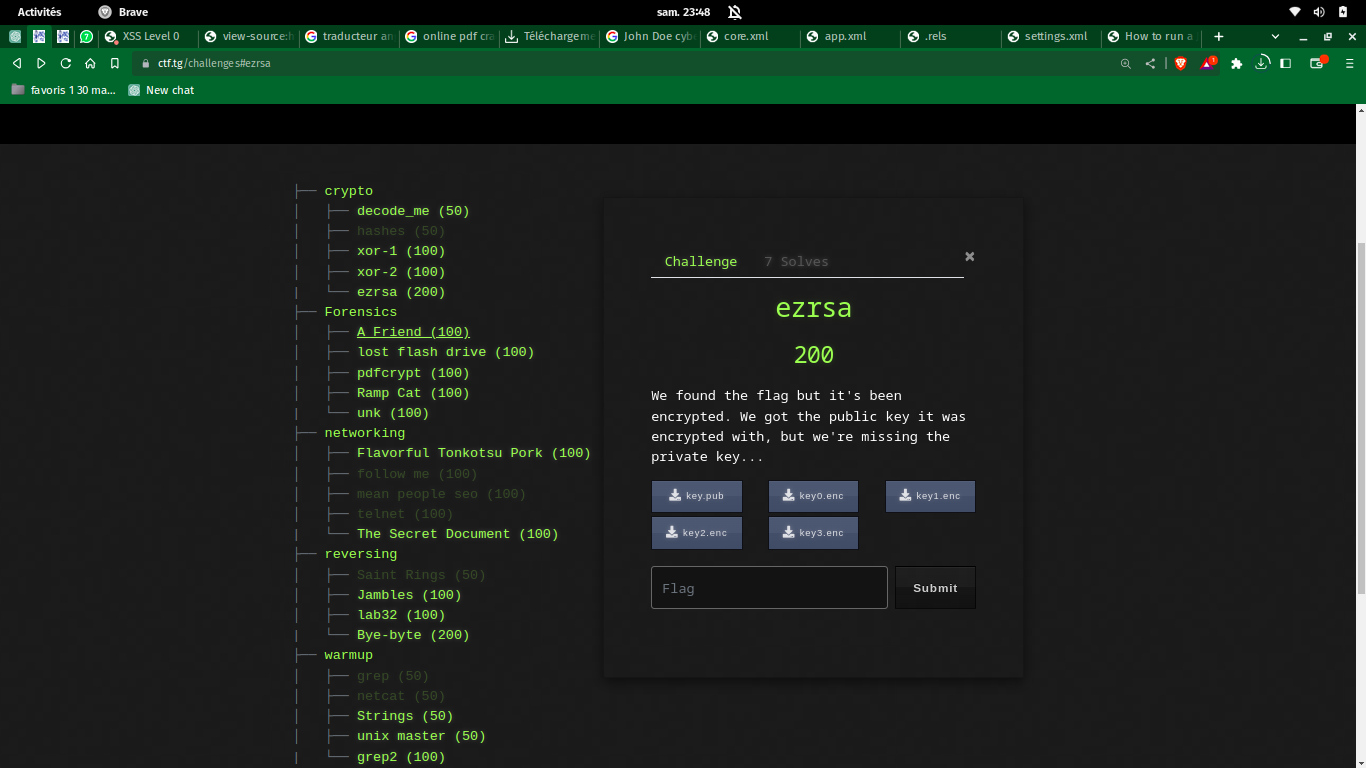 Activités
Brave
sam. 23:48
XSS Level 0
view-source:h
traducteur an
online pdf cra
Téléchargeme
John Doe cyb
core.xml
app.xml
.rels
settings.xml
How to run a
ctf.tg/challenges#ezrsa
1
favoris 1 30 ma...
New chat
crypto
decode_me (50)
hashes (50)
xor-1 (100)
xor-2 (100)
ezrsa (200)
Forensics
A Friend (100)
lost flash drive (100)
pdfcrypt (100)
Ramp Cat (100)
unk (100)
networking
Flavorful Tonkotsu Pork (100)
follow me (100)
mean people seo (100)
telnet (100)
The Secret Document (100)
reversing
Saint Rings (50)
Jambles (100)
lab32 (100)
Bye-byte (200)
warmup
grep (50)
netcat (50)
Strings (50)
unix master (50)
grep2 (100)
Challenge
7 Solves
×
ezrsa
200
We found the flag but it's been
encrypted. We got the public key it was
encrypted with, but we're missing the
private key...
key.pub
key0.enc
key1.enc
key2.enc
key3.enc
Flag
Submit